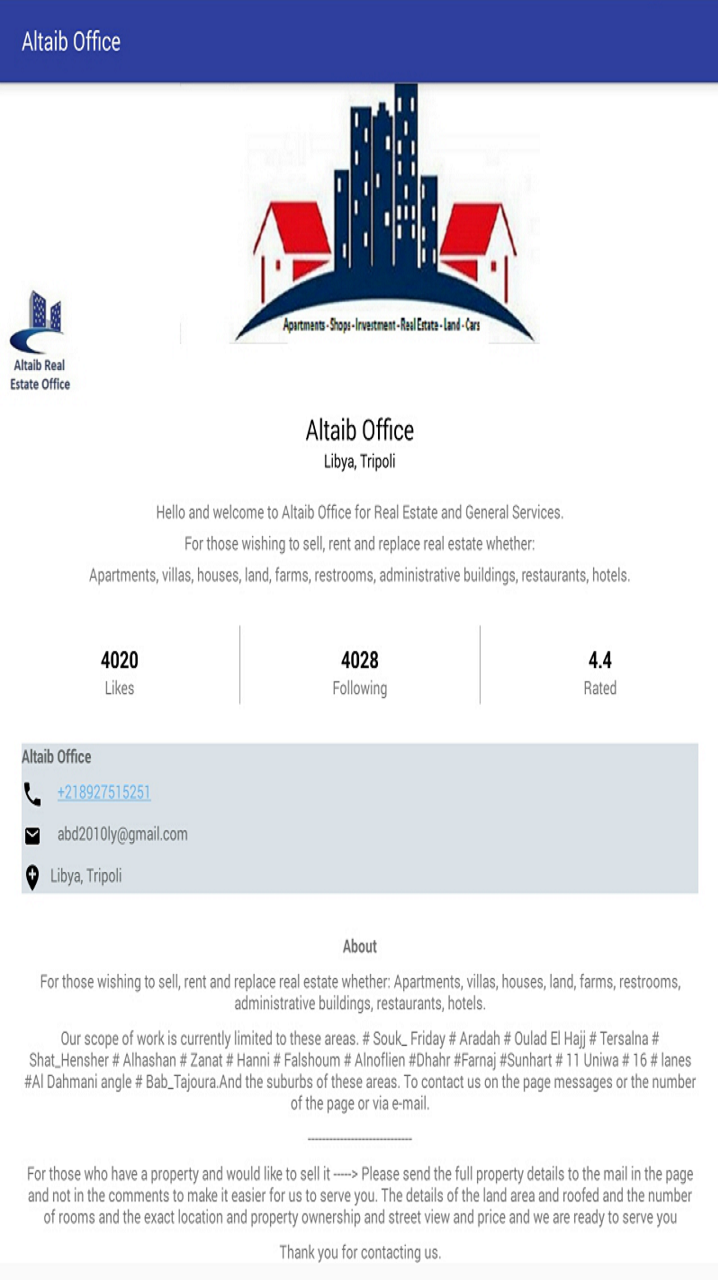 Altaib Office
Apartments - Shops - Investment - Real Estate - Land - Cars
Altaib Real
Estate Office
Altaib Office
Libya, Tripoli
Hello and welcome to Altaib Office for Real Estate and General Services.
For those wishing to sell, rent and replace real estate whether:
Apartments, villas, houses, land, farms, restrooms, administrative buildings, restaurants, hotels.
4020 4028 4.4
Likes Following Rated
Altaib Office
+218927515251
abd2010ly@gmail.com
Libya, Tripoli
About
For those wishing to sell, rent and replace real estate whether: Apartments, villas, houses, land, farms, restrooms,
administrative buildings, restaurants, hotels.
Our scope of work is currently limited to these areas. # Souk_ Friday # Aradah # Oulad El Hajj # Tersalna #
Shat_Hensher # Alhashan # Zanat # Hanni # Falshoum # Alnoflien #Dhahr #Farnaj #Sunhart # 11 Uniwa # 16 # lanes
#Al Dahmani angle # Bab_Tajoura.And the suburbs of these areas. To contact us on the page messages or the number
of the page or via e-mail.
----------------------------
For those who have a property and would like to sell it -----> Please send the full property details to the mail in the page
and not in the comments to make it easier for us to serve you. The details of the land area and roofed and the number
of rooms and the exact location and property ownership and street view and price and we are ready to serve you
Thank you for contacting us.